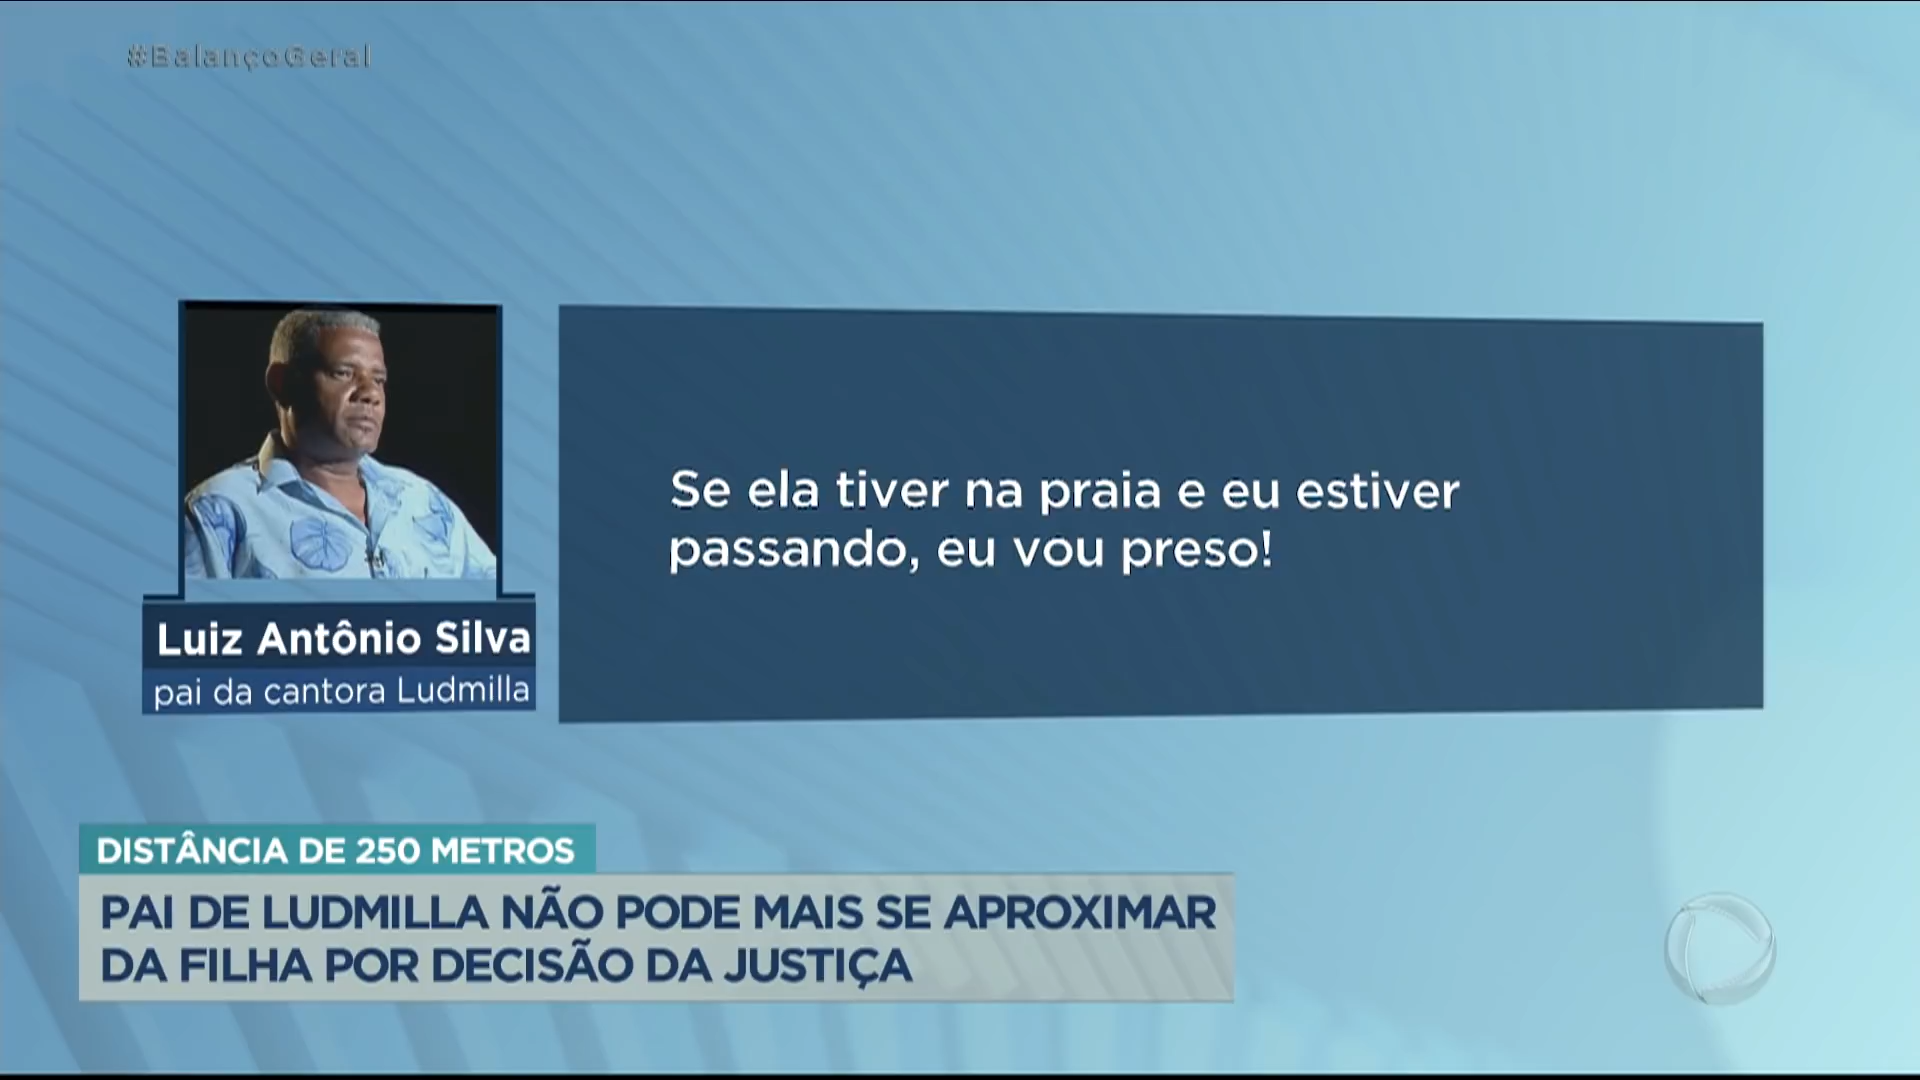 #BalançoGeral
Se ela tiver na praia e eu estiver
passando, eu vou preso!
Luiz Antônio Silva
pai da cantora Ludmilla
DISTÂNCIA DE 250 METROS
PAI DE LUDMILLA NÃO PODE MAIS SE APROXIMAR
DA FILHA POR DECISÃO DA JUSTIÇA